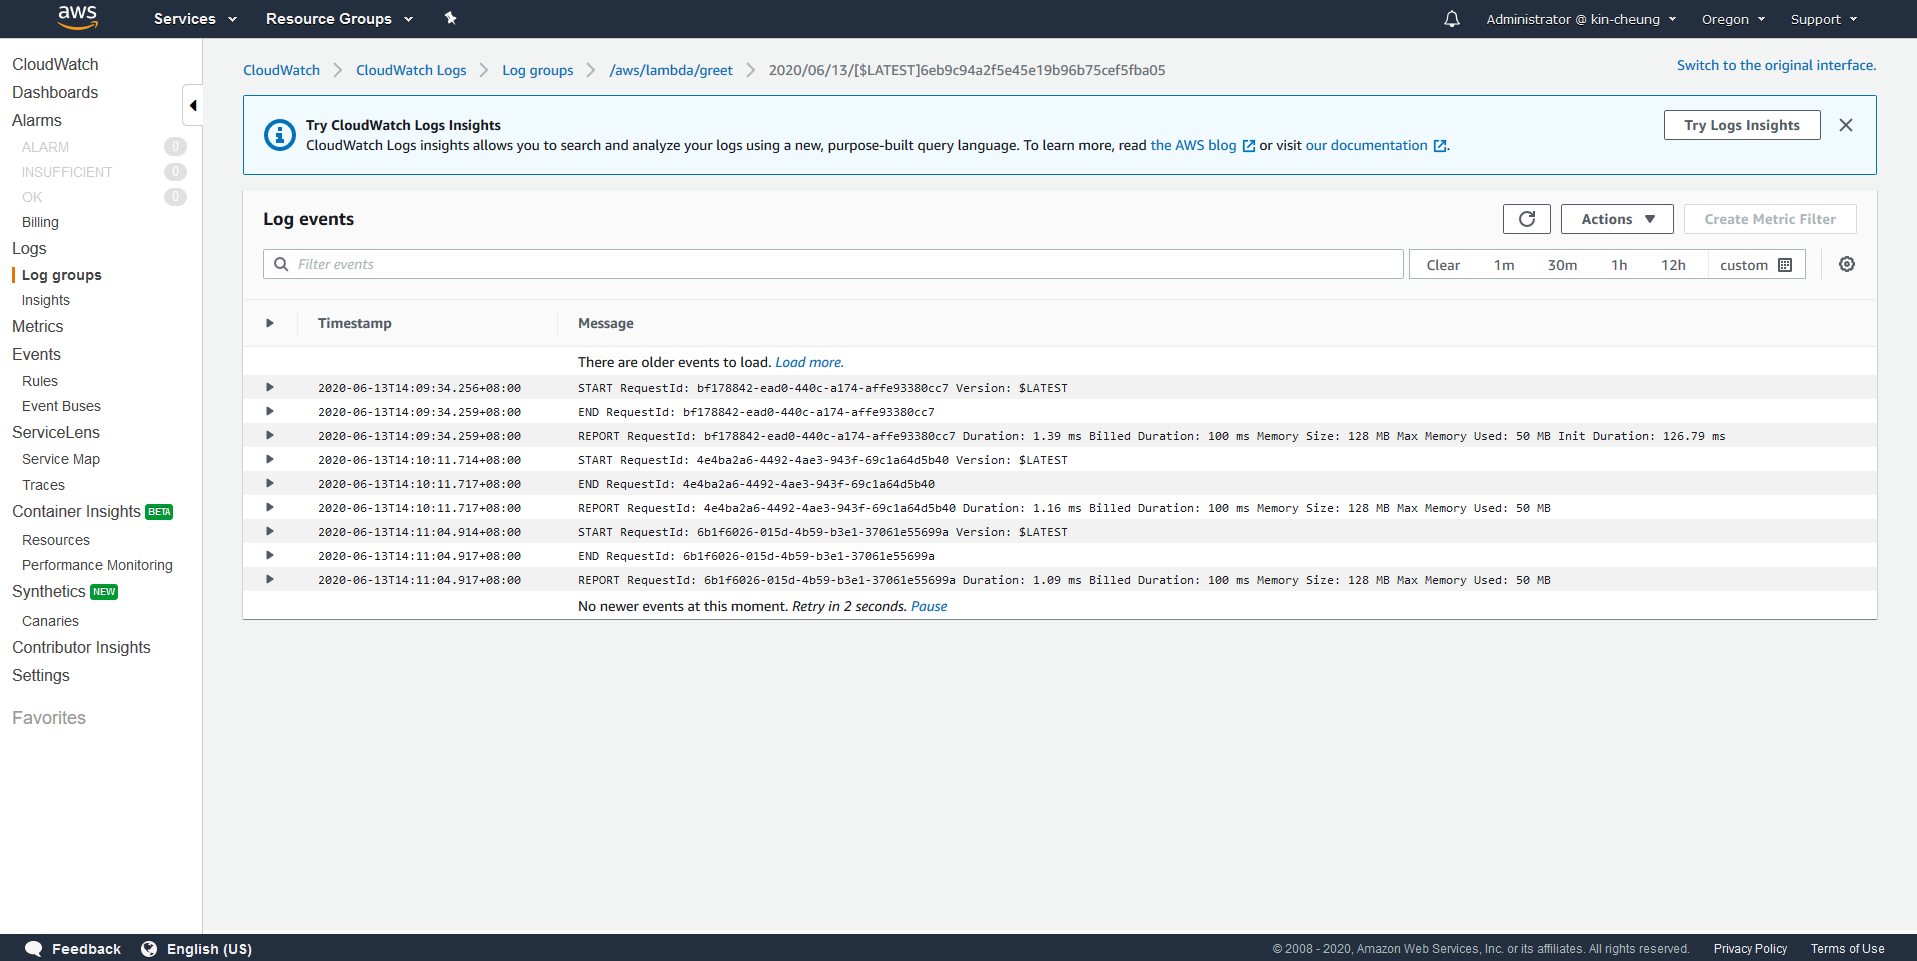 aws Services Resource Groups Administrator @ kin-cheung Oregon Support
CloudWatch
Dashboards
Alarms
ALARM 0
INSUFFICIENT 0
OK 0
Billing
Logs
Log groups
Insights
Metrics
Events
Rules
Event Buses
ServiceLens
Service Map
Traces
Container Insights BETA
Resources
Performance Monitoring
Synthetics NEW
Canaries
Contributor Insights
Settings
Favorites
CloudWatch CloudWatch Logs Log groups /aws/lambda/greet 2020/06/13/[$LATEST]6eb9c94a2f5e45e19b96b75cef5fba05
Switch to the original interface.
Try CloudWatch Logs Insights
CloudWatch Logs insights allows you to search and analyze your logs using a new, purpose-built query language. To learn more, read the AWS blog or visit our documentation .
Try Logs Insights
Log events
Actions Create Metric Filter
Filter events Clear 1m 30m 1h 12h custom
Timestamp Message
There are older events to load. Load more.
2020-06-13T14:09:34.256+08:00 START RequestId: bf178842-ead0-440c-a174-affe93380cc7 Version: $LATEST
2020-06-13T14:09:34.259+08:00 END RequestId: bf178842-ead0-440c-a174-affe93380cc7
2020-06-13T14:09:34.259+08:00 REPORT RequestId: bf178842-ead0-440c-a174-affe93380cc7 Duration: 1.39 ms Billed Duration: 100 ms Memory Size: 128 MB Max Memory Used: 50 MB Init Duration: 126.79 ms
2020-06-13T14:10:11.714+08:00 START RequestId: 4e4ba2a6-4492-4ae3-943f-69c1a64d5b40 Version: $LATEST
2020-06-13T14:10:11.717+08:00 END RequestId: 4e4ba2a6-4492-4ae3-943f-69c1a64d5b40
2020-06-13T14:10:11.717+08:00 REPORT RequestId: 4e4ba2a6-4492-4ae3-943f-69c1a64d5b40 Duration: 1.16 ms Billed Duration: 100 ms Memory Size: 128 MB Max Memory Used: 50 MB
2020-06-13T14:11:04.914+08:00 START RequestId: 6b1f6026-015d-4b59-b3e1-37061e55699a Version: $LATEST
2020-06-13T14:11:04.917+08:00 END RequestId: 6b1f6026-015d-4b59-b3e1-37061e55699a
2020-06-13T14:11:04.917+08:00 REPORT RequestId: 6b1f6026-015d-4b59-b3e1-37061e55699a Duration: 1.09 ms Billed Duration: 100 ms Memory Size: 128 MB Max Memory Used: 50 MB
No newer events at this moment. Retry in 2 seconds. Pause
Feedback English (US) © 2008 - 2020, Amazon Web Services, Inc. or its affiliates. All rights reserved. Privacy Policy Terms of Use